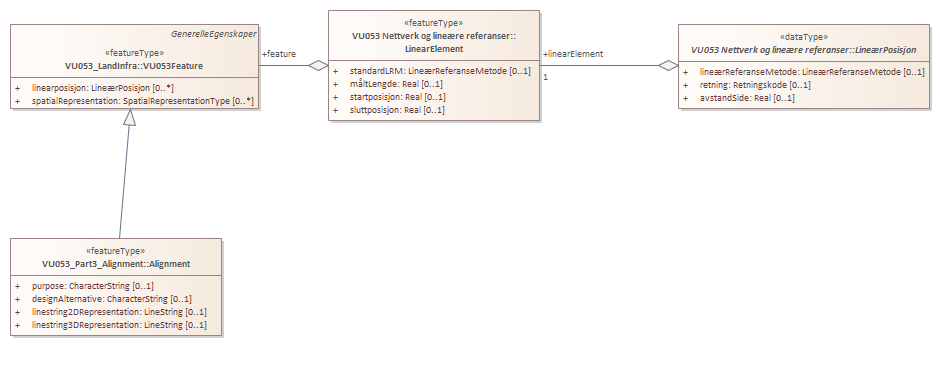 GenerelleEgenskaper
«featureType»
VU053_LandInfra::VU053Feature
+ linearposisjon: LineærPosisjon [0..*]
+ spatialRepresentation: SpatialRepresentationType [0..*]
+feature
«featureType»
VU053 Nettverk og lineære referanser::
LinearElement
+ standardLRM: LineærReferanseMetode [0..1]
+ måltLengde: Real [0..1]
+ startposisjon: Real [0..1]
+ sluttposisjon: Real [0..1]
+linearElement
1
«dataType»
VU053 Nettverk og lineære referanser::LineærPosisjon
+ lineærReferanseMetode: LineærReferanseMetode [0..1]
+ retning: Retningskode [0..1]
+ avstandSide: Real [0..1]
«featureType»
VU053_Part3_Alignment::Alignment
+ purpose: CharacterString [0..1]
+ designAlternative: CharacterString [0..1]
+ linestring2DRepresentation: LineString [0..1]
+ linestring3DRepresentation: LineString [0..1]